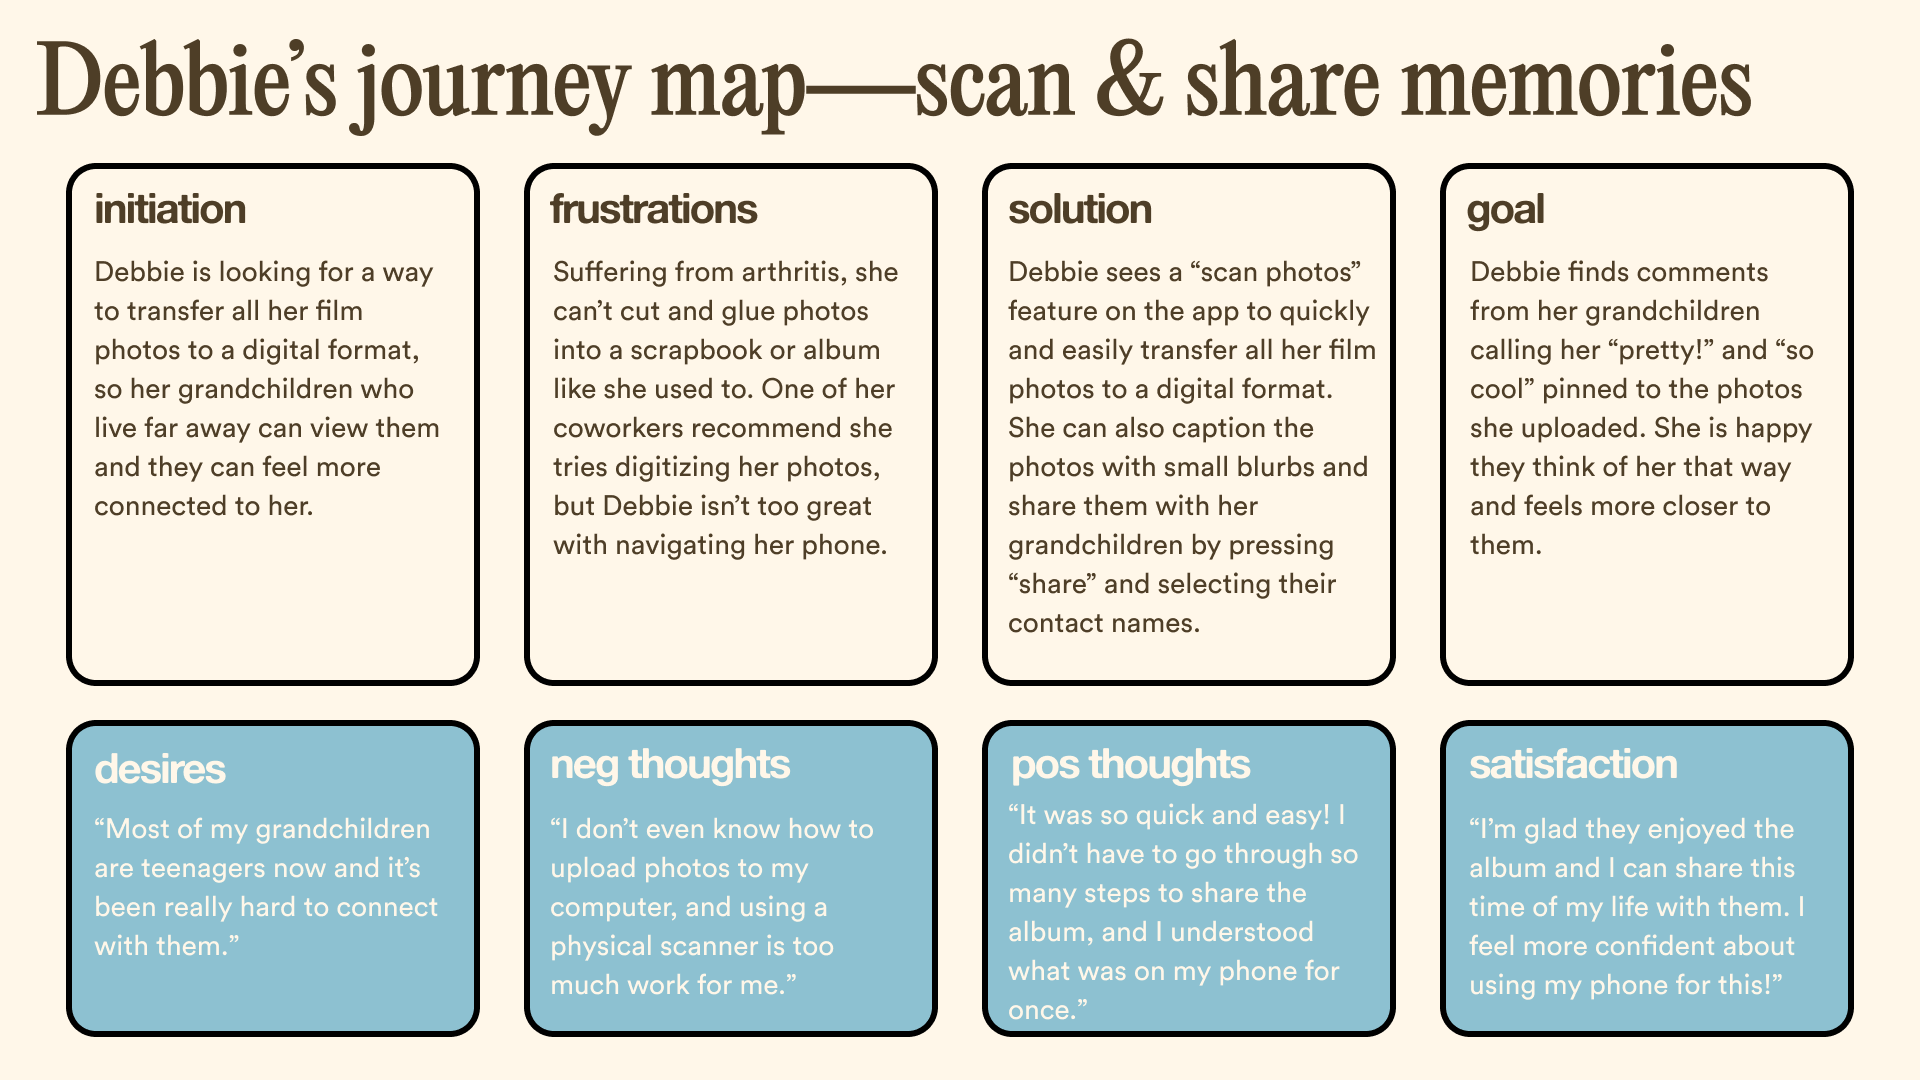 Debbie’s journey map—scan & share memories
initiation
Debbie is looking for a way
to transfer all her film
photos to a digital format,
so her grandchildren who
live far away can view them
and they can feel more
connected to her.
frustrations
Suffering from arthritis, she
can’t cut and glue photos
into a scrapbook or album
like she used to. One of her
coworkers recommend she
tries digitizing her photos,
but Debbie isn’t too great
with navigating her phone.
solution
Debbie sees a “scan photos”
feature on the app to quickly
and easily transfer all her film
photos to a digital format.
She can also caption the
photos with small blurbs and
share them with her
grandchildren by pressing
“share” and selecting their
contact names.
goal
Debbie finds comments
from her grandchildren
calling her “pretty!” and “so
cool” pinned to the photos
she uploaded. She is happy
they think of her that way
and feels more closer to
them.
desires
“Most of my grandchildren
are teenagers now and it’s
been really hard to connect
with them.”
neg thoughts
“I don’t even know how to
upload photos to my
computer, and using a
physical scanner is too
much work for me.”
pos thoughts
“It was so quick and easy! I
didn’t have to go through so
many steps to share the
album, and I understood
what was on my phone for
once.”
satisfaction
“I’m glad they enjoyed the
album and I can share this
time of my life with them. I
feel more confident about
using my phone for this!”